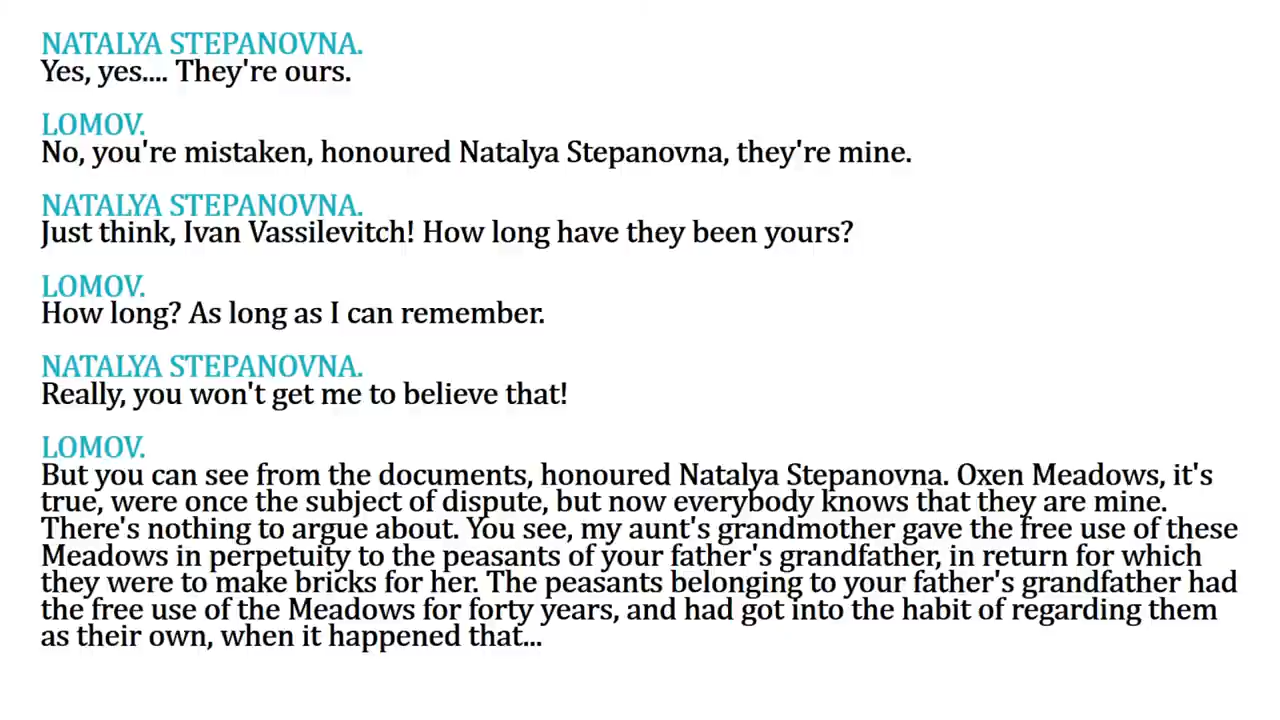 NATALYA STEPANOVNA.
Yes, yes.... They're ours.
LOMOV.
No, you're mistaken, honoured Natalya Stepanovna, they're mine.
NATALYA STEPANOVNA.
Just think, Ivan Vassilevitch! How long have they been yours?
LOMOV.
How long? As long as I can remember.
NATALYA STEPANOVNA.
Really, you won't get me to believe that!
LOMOV.
But you can see from the documents, honoured Natalya Stepanovna. Oxen Meadows, it's
true, were once the subject of dispute, but now everybody knows that they are mine.
There's nothing to argue about. You see, my aunt's grandmother gave the free use of these
Meadows in perpetuity to the peasants of your father's grandfather, in return for which
they were to make bricks for her. The peasants belonging to your father's grandfather had
the free use of the Meadows for forty years, and had got into the habit of regarding them
as their own, when it happened that...